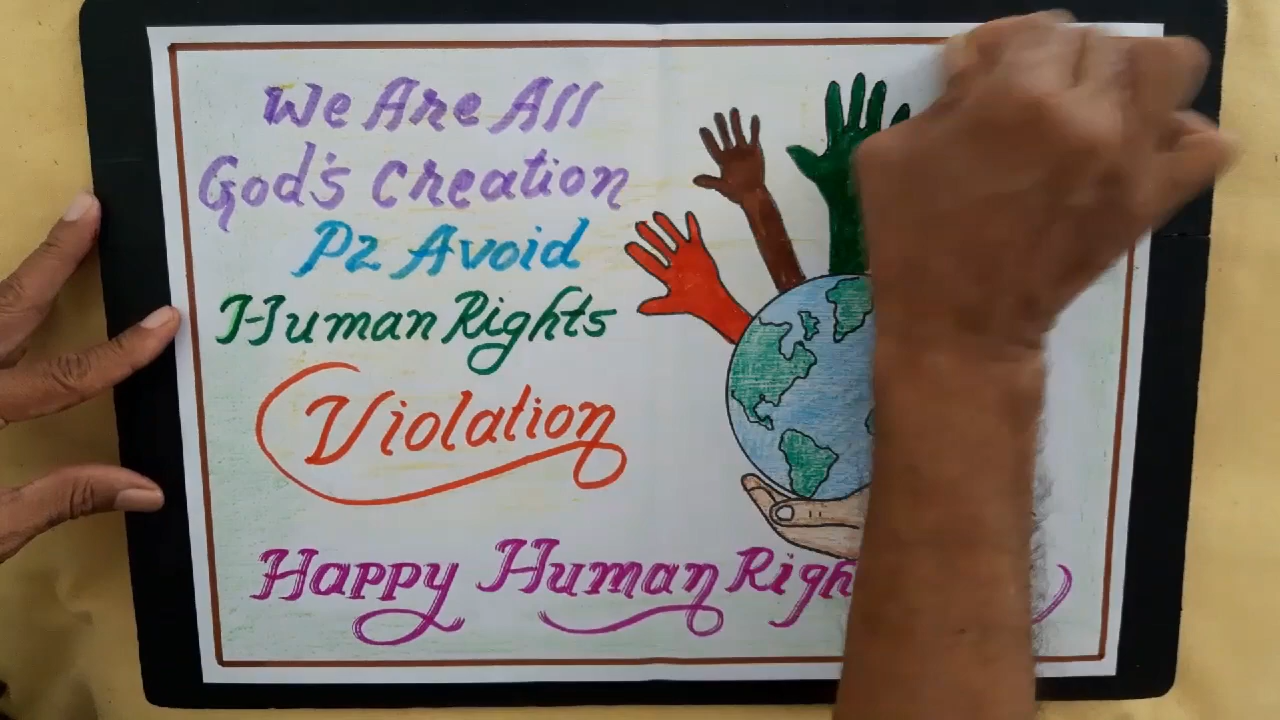 We Are All
God's Creation
Pz Avoid
Human Rights
Violation
Happy Human Righ